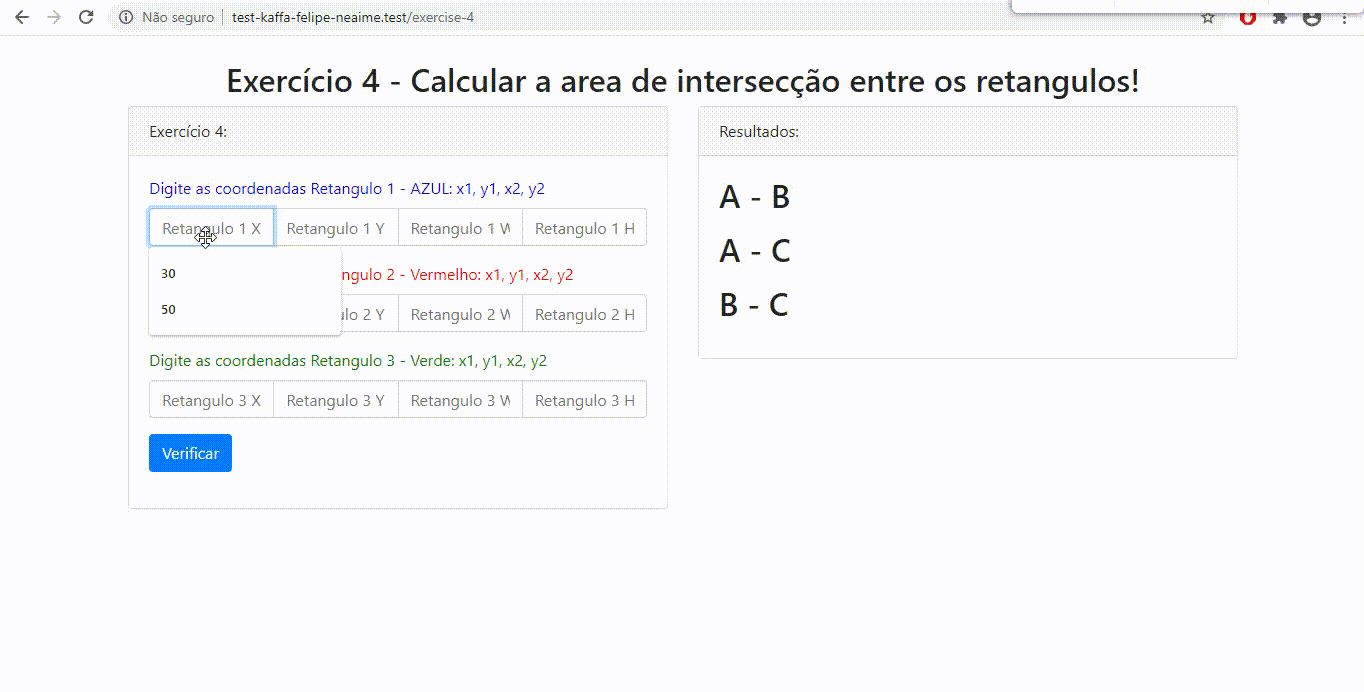 Não seguro test-kaffa-felipe-neaime.test/exercise-4
Exercício 4 - Calcular a area de intersecção entre os retangulos!
Exercício 4:
Digite as coordenadas Retangulo 1 - AZUL: x1, y1, x2, y2
Retangulo 1 X Retangulo 1 Y Retangulo 1 W Retangulo 1 H
30
50
ngulo 2 - Vermelho: x1, y1, x2, y2
ulo 2 Y Retangulo 2 W Retangulo 2 H
Digite as coordenadas Retangulo 3 - Verde: x1, y1, x2, y2
Retangulo 3 X Retangulo 3 Y Retangulo 3 W Retangulo 3 H
Verificar
Resultados:
A - B
A - C
B - C